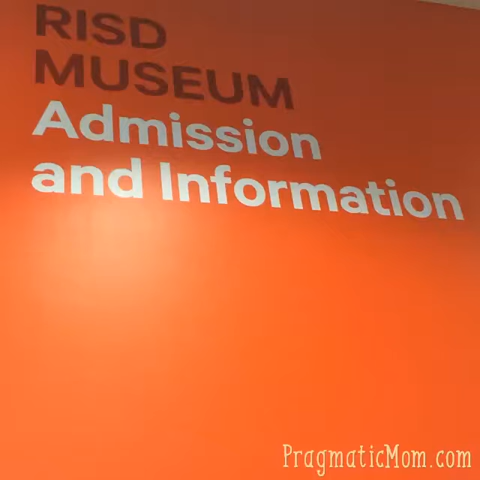 RISD
MUSEUM
Admission
and Information
PragmaticMom.com